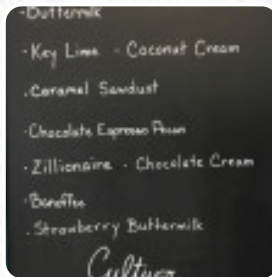 -Buttermilk
·Key Lime - Coconut Cream
·Caramel Sawdust
·Chocolate Espresso Pecan
·Zillionaire · Chocolate Cream
·Banoffee
·Strawberry Buttermilk